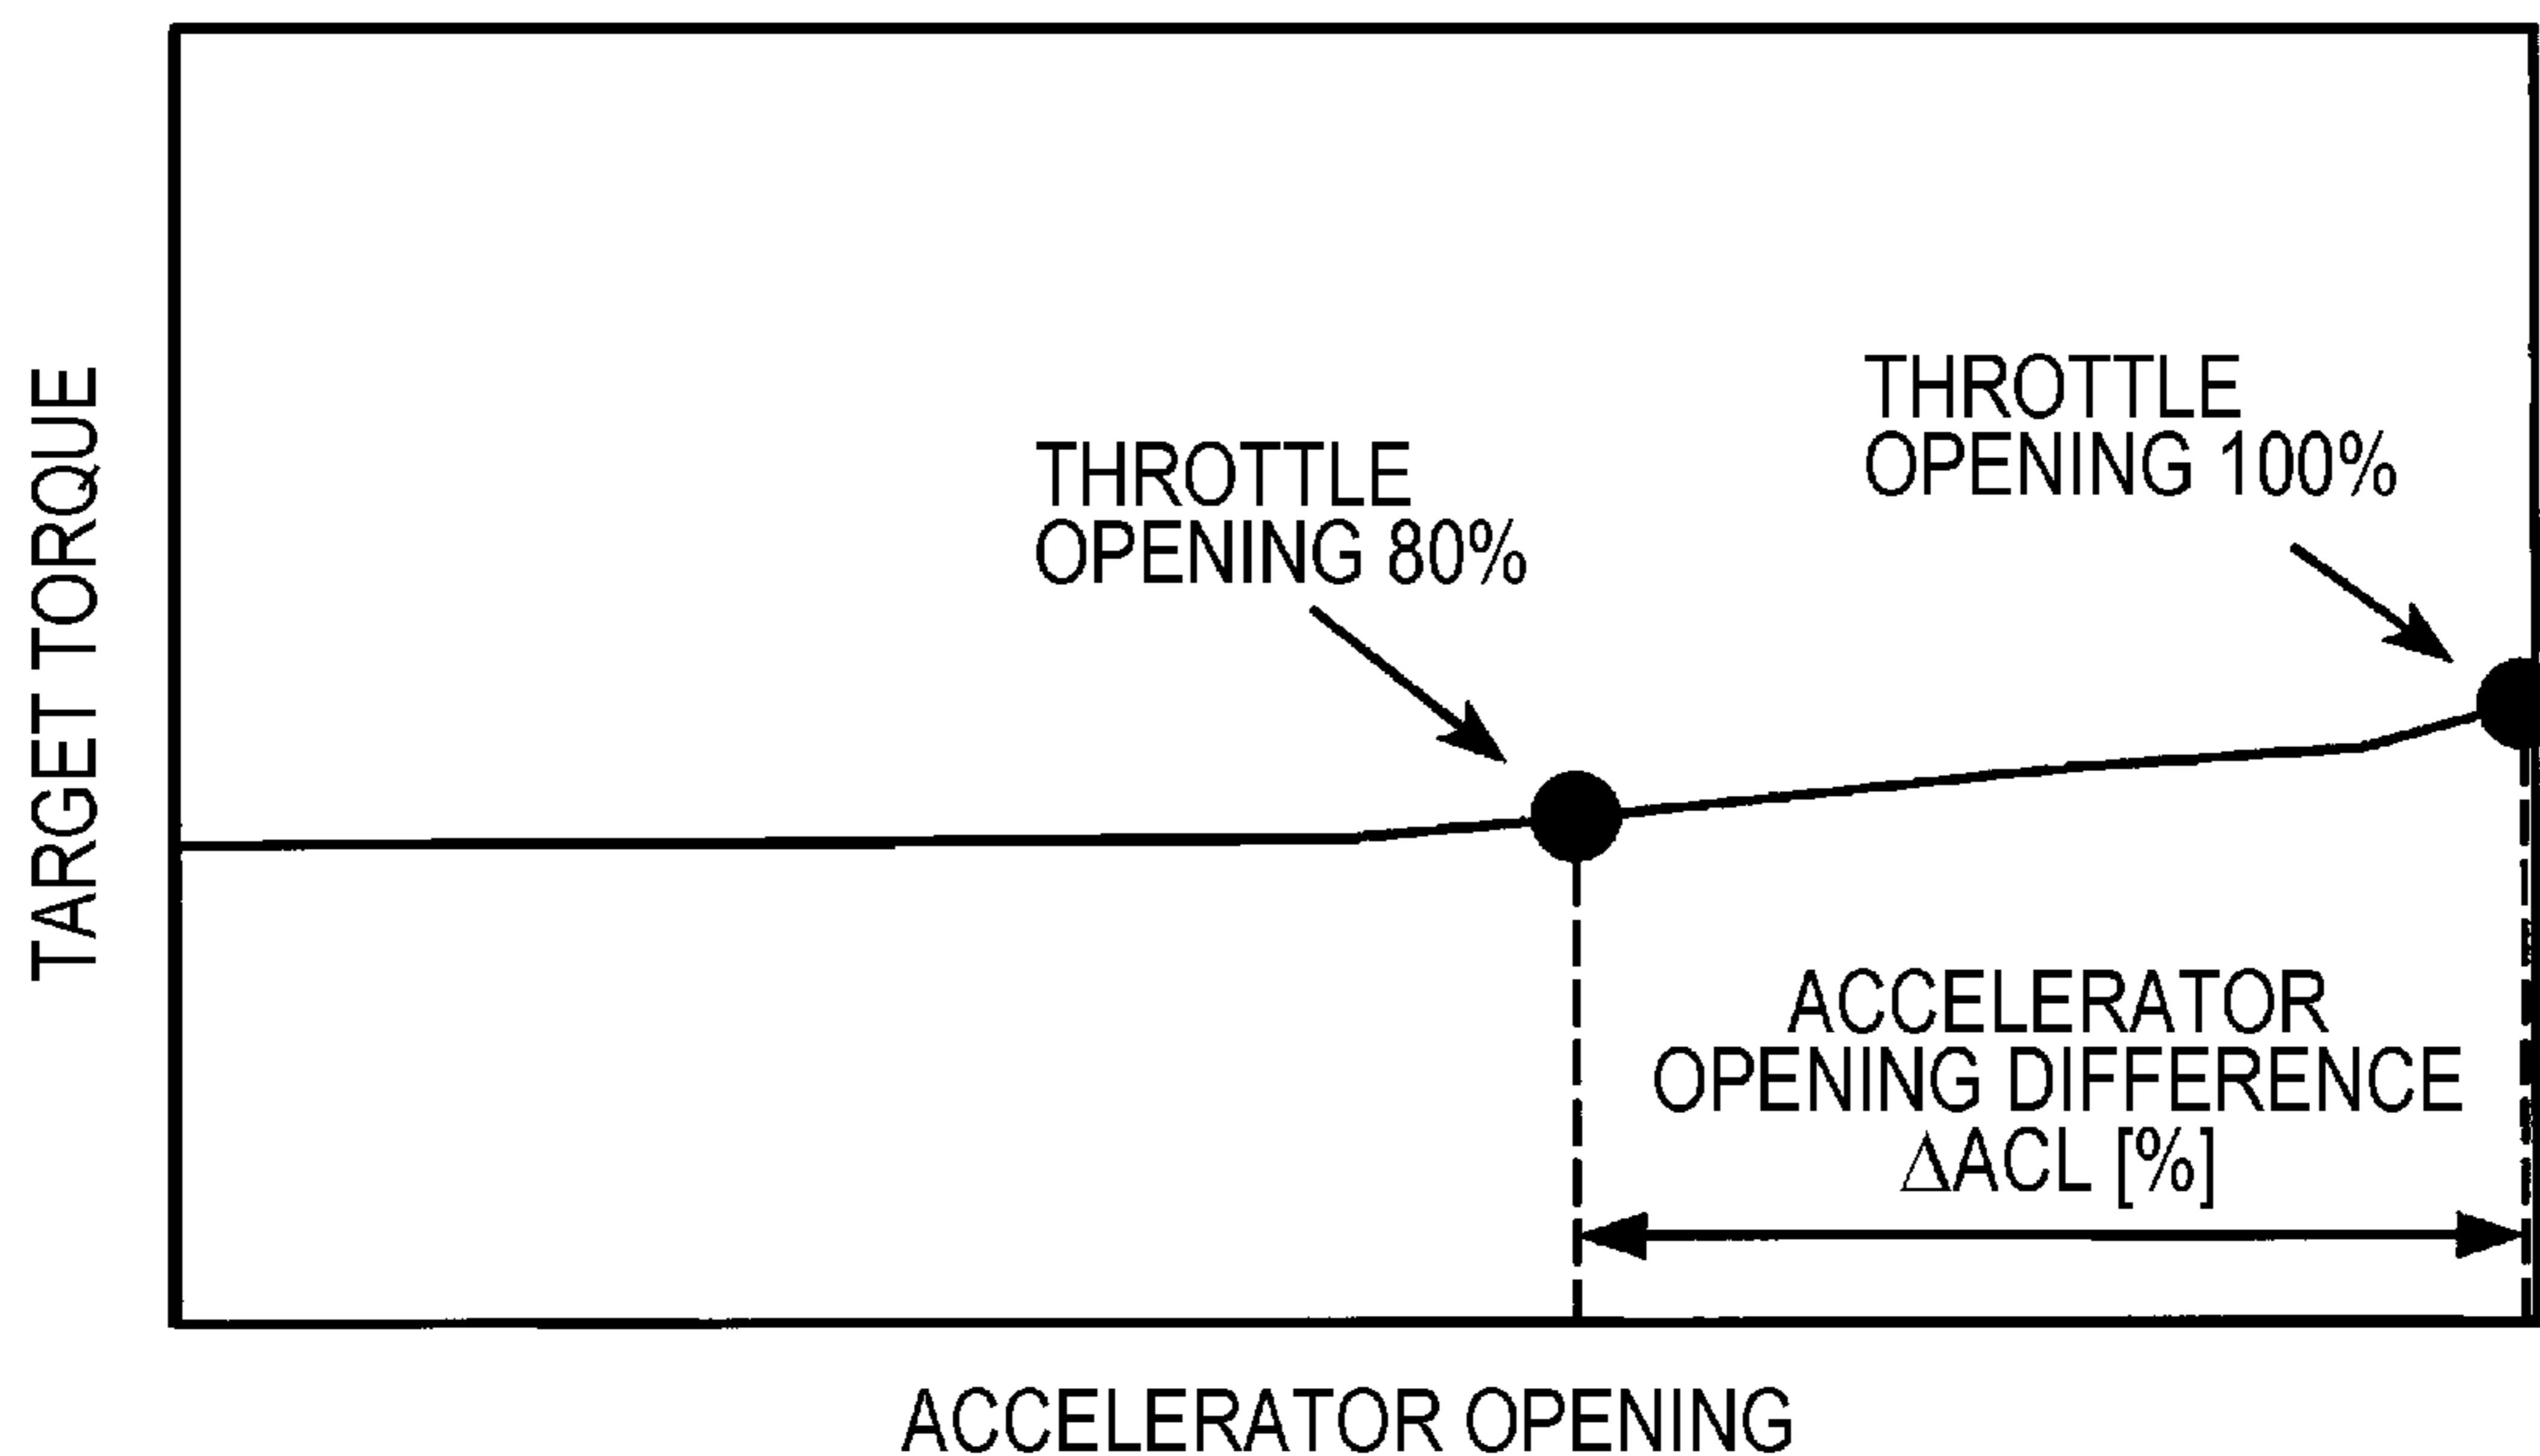 THROTTLE
OPENING 100%
THROTTLE
OPENING 80%
TARGET TORQUE
ACCELERATOR
OPENING DIFFERENCE
ΔACL [%]
ACCELERATOR OPENING